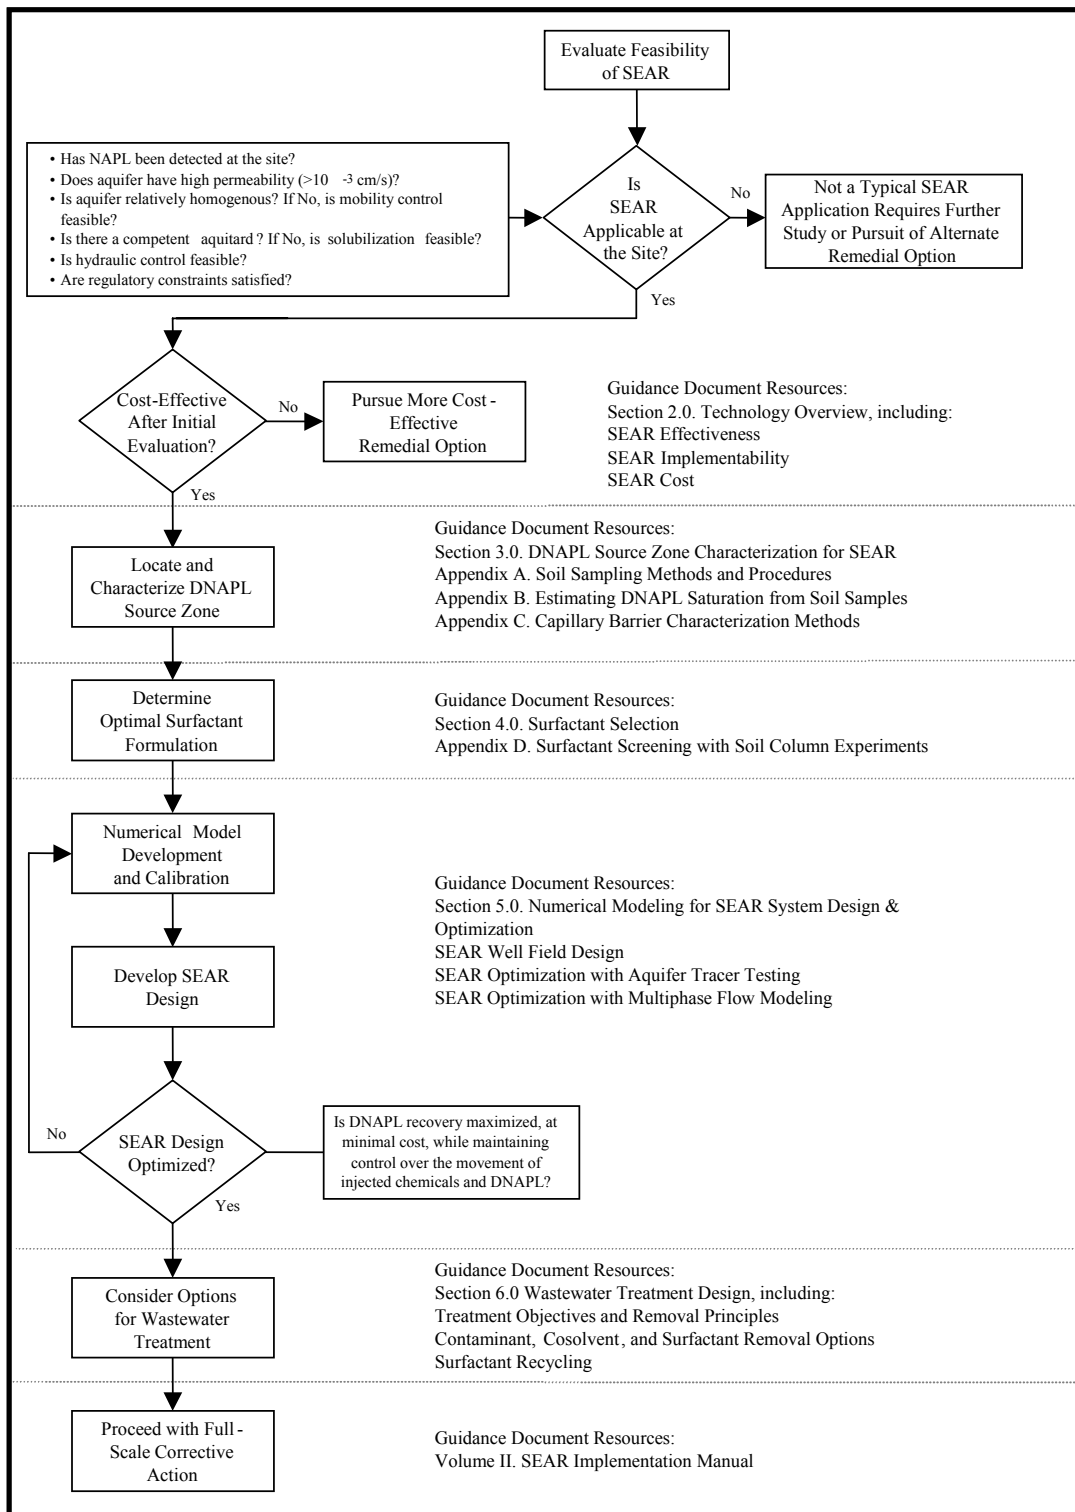 Evaluate Feasibility
of SEAR
• Has NAPL been detected at the site?
• Does aquifer have high permeability (>10 -3 cm/s)?
• Is aquifer relatively homogenous? If No, is mobility control
feasible?
• Is there a competent aquitard? If No, is solubilization feasible?
• Is hydraulic control feasible?
• Are regulatory constraints satisfied?
Is
SEAR
Applicable at
the Site?
No
Not a Typical SEAR
Application Requires Further
Study or Pursuit of Alternate
Remedial Option
Yes
Cost-Effective
After Initial
Evaluation?
No
Pursue More Cost-
Effective
Remedial Option
Yes
Guidance Document Resources:
Section 2.0. Technology Overview, including:
SEAR Effectiveness
SEAR Implementability
SEAR Cost
Locate and
Characterize DNAPL
Source Zone
Guidance Document Resources:
Section 3.0. DNAPL Source Zone Characterization for SEAR
Appendix A. Soil Sampling Methods and Procedures
Appendix B. Estimating DNAPL Saturation from Soil Samples
Appendix C. Capillary Barrier Characterization Methods
Determine
Optimal Surfactant
Formulation
Guidance Document Resources:
Section 4.0. Surfactant Selection
Appendix D. Surfactant Screening with Soil Column Experiments
Numerical Model
Development
and Calibration
Develop SEAR
Design
Guidance Document Resources:
Section 5.0. Numerical Modeling for SEAR System Design &
Optimization
SEAR Well Field Design
SEAR Optimization with Aquifer Tracer Testing
SEAR Optimization with Multiphase Flow Modeling
No
SEAR Design
Optimized?
Is DNAPL recovery maximized, at
minimal cost, while maintaining
control over the movement of
injected chemicals and DNAPL?
Yes
Consider Options
for Wastewater
Treatment
Guidance Document Resources:
Section 6.0 Wastewater Treatment Design, including:
Treatment Objectives and Removal Principles
Contaminant, Cosolvent, and Surfactant Removal Options
Surfactant Recycling
Proceed with Full-
Scale Corrective
Action
Guidance Document Resources:
Volume II. SEAR Implementation Manual